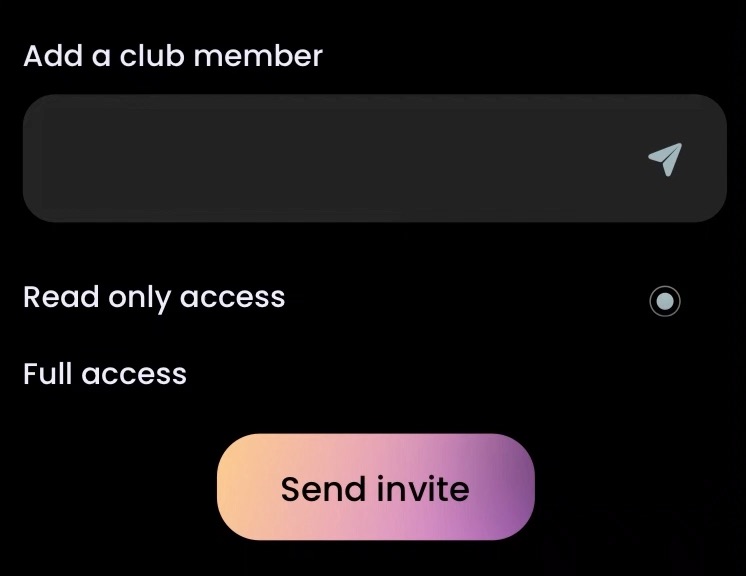 Add a club member
Read only access
Full access
Send invite